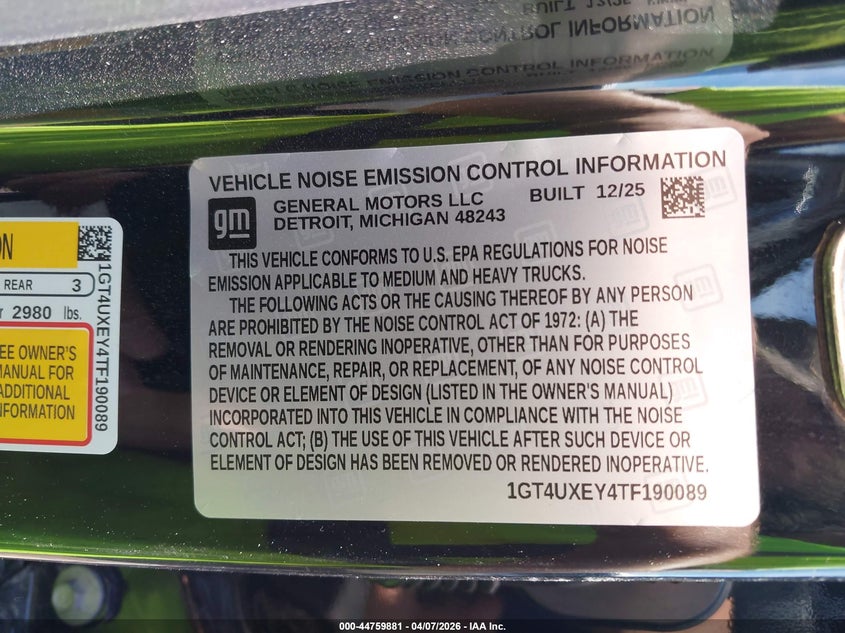 VEHICLE NOISE EMISSION CONTROL INFORMATION
gm
GENERAL MOTORS LLC BUILT 12/25
DETROIT, MICHIGAN 48243
THIS VEHICLE CONFORMS TO U.S. EPA REGULATIONS FOR NOISE
EMISSION APPLICABLE TO MEDIUM AND HEAVY TRUCKS.
THE FOLLOWING ACTS OR THE CAUSING THEREOF BY ANY PERSON
ARE PROHIBITED BY THE NOISE CONTROL ACT OF 1972: (A) THE
REMOVAL OR RENDERING INOPERATIVE, OTHER THAN FOR PURPOSES
OF MAINTENANCE, REPAIR, OR REPLACEMENT, OF ANY NOISE CONTROL
DEVICE OR ELEMENT OF DESIGN (LISTED IN THE OWNER'S MANUAL)
INCORPORATED INTO THIS VEHICLE IN COMPLIANCE WITH THE NOISE
CONTROL ACT; (B) THE USE OF THIS VEHICLE AFTER SUCH DEVICE OR
ELEMENT OF DESIGN HAS BEEN REMOVED OR RENDERED INOPERATIVE.
1GT4UXEY4TF190089
REAR 3
2980 lbs.
OWNER'S
MANUAL FOR
ADDITIONAL
INFORMATION
1GT4UXEY4TF190089
000-44759881 - 04/07/2026 - IAA Inc.